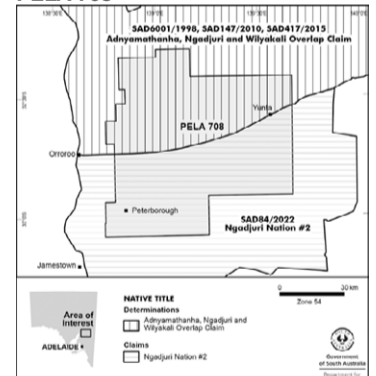 SAD6001/1998, SAD147/2010, SAD417/2015
Adnyamathanha, Ngadjuri and Wilyakali Overlap Claim
Yunta
PELA 708
Orroroo
Peterborough
SAD84/2022
Ngadjuri Nation #2
Jamestown
NATIVE TITLE
Determinations
Adnyamathanha, Ngadjuri and
Wilyakali Overlap Claim
Claims
Ngadjuri Nation #2
Area of
Interest
ADELAIDE
0 30 km
Zone 54
Government
of South Australia